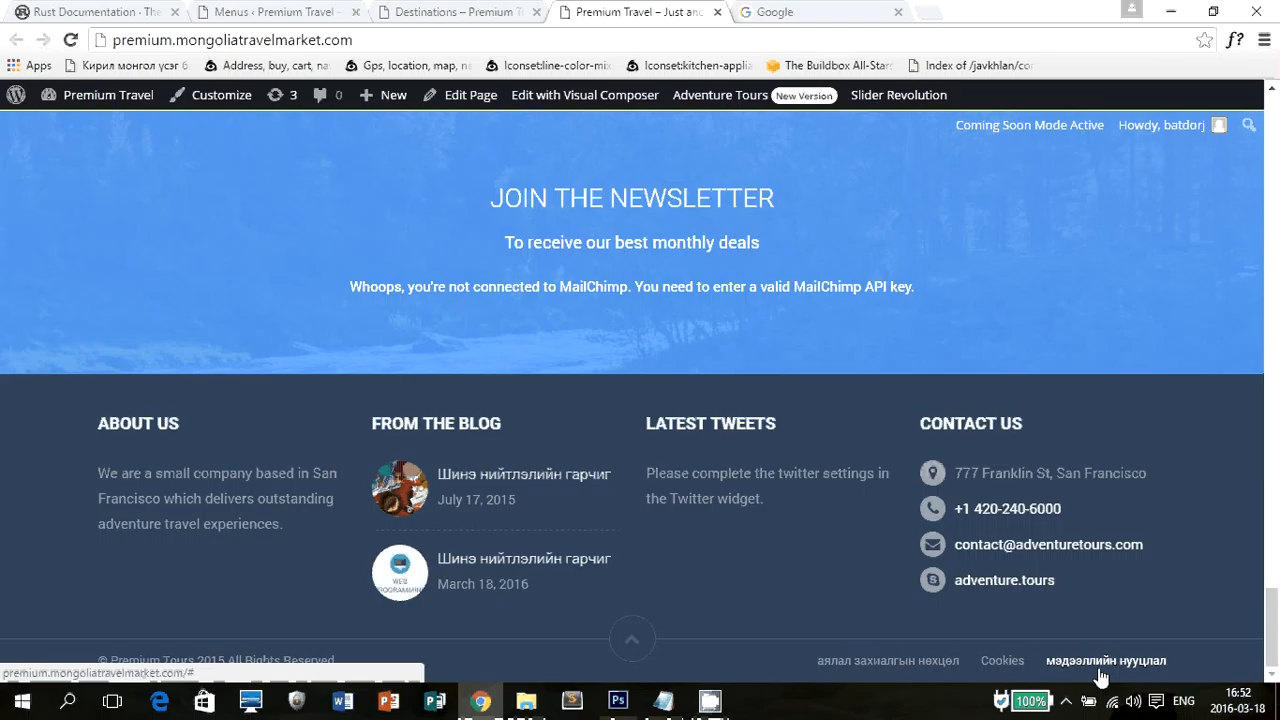 Rust Documentation · The
Menus ‹ Premium Travel –
Destinations – Premium T
Premium Travel – Just ano
Google
premium.mongoliatravelmarket.com
Apps
Кирил монгол үсэг б
Address, buy, cart, na
Gps, location, map, n
Iconset:line-color-mix
Iconset:kitchen-applia
The Buildbox All-Stars
Index of /javkhlan/cor
Premium Travel
Customize
3
0
New
Edit Page
Edit with Visual Composer
Adventure Tours New Version
Slider Revolution
Coming Soon Mode Active
Howdy, batdorj
JOIN THE NEWSLETTER
To receive our best monthly deals
Whoops, you're not connected to MailChimp. You need to enter a valid MailChimp API key.
ABOUT US
We are a small company based in San
Francisco which delivers outstanding
adventure travel experiences.
FROM THE BLOG
Шинэ нийтлэлийн гарчиг
July 17, 2015
WEB
Шинэ нийтлэлийн гарчиг
March 18, 2016
LATEST TWEETS
Please complete the twitter settings in
the Twitter widget.
CONTACT US
777 Franklin St, San Francisco
+1 420-240-6000
contact@adventuretours.com
adventure.tours
© Premium Tours 2015 All Rights Reserved
аялал захиалгын нөхцөл
Cookies
мэдээллийн нууцлал
premium.mongoliatravelmarket.com/#
100%
ENG
16:52
2016-03-18